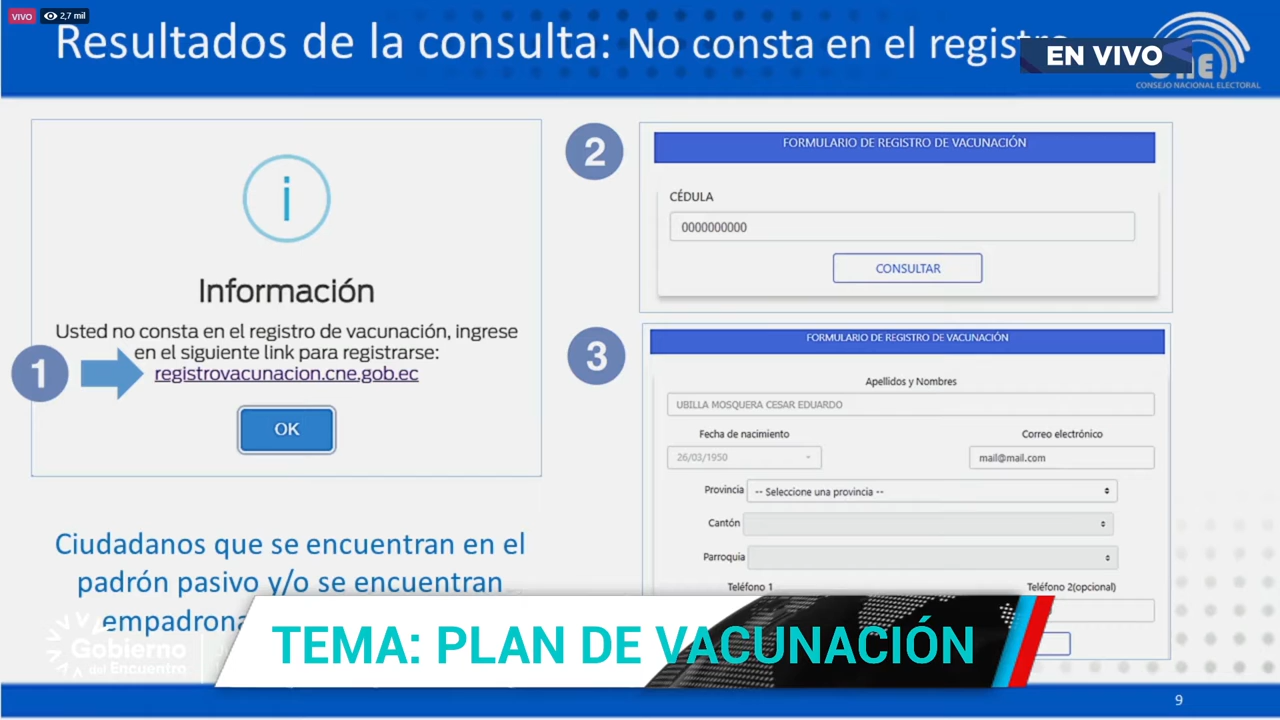 VIVO 2,7 mil
Resultados de la consulta: No consta en el registro
EN VIVO
CONSEJO NACIONAL ELECTORAL
i
Información
Usted no consta en el registro de vacunación, ingrese
en el siguiente link para registrarse:
registrovacunacion.cne.gob.ec
1
OK
Ciudadanos que se encuentran en el
padrón pasivo y/o se encuentran
2
FORMULARIO DE REGISTRO DE VACUNACIÓN
CÉDULA
0000000000
CONSULTAR
3
FORMULARIO DE REGISTRO DE VACUNACIÓN
Apellidos y Nombres
UBILLA MOSQUERA CESAR EDUARDO
Fecha de nacimiento Correo electrónico
26/03/1950 mail@mail.com
Provincia -- Seleccione una provincia --
Cantón
Parroquia
Teléfono 1 Teléfono 2(opcional)
Gobierno
del Encuentro
TEMA: PLAN DE VACUNACIÓN
9